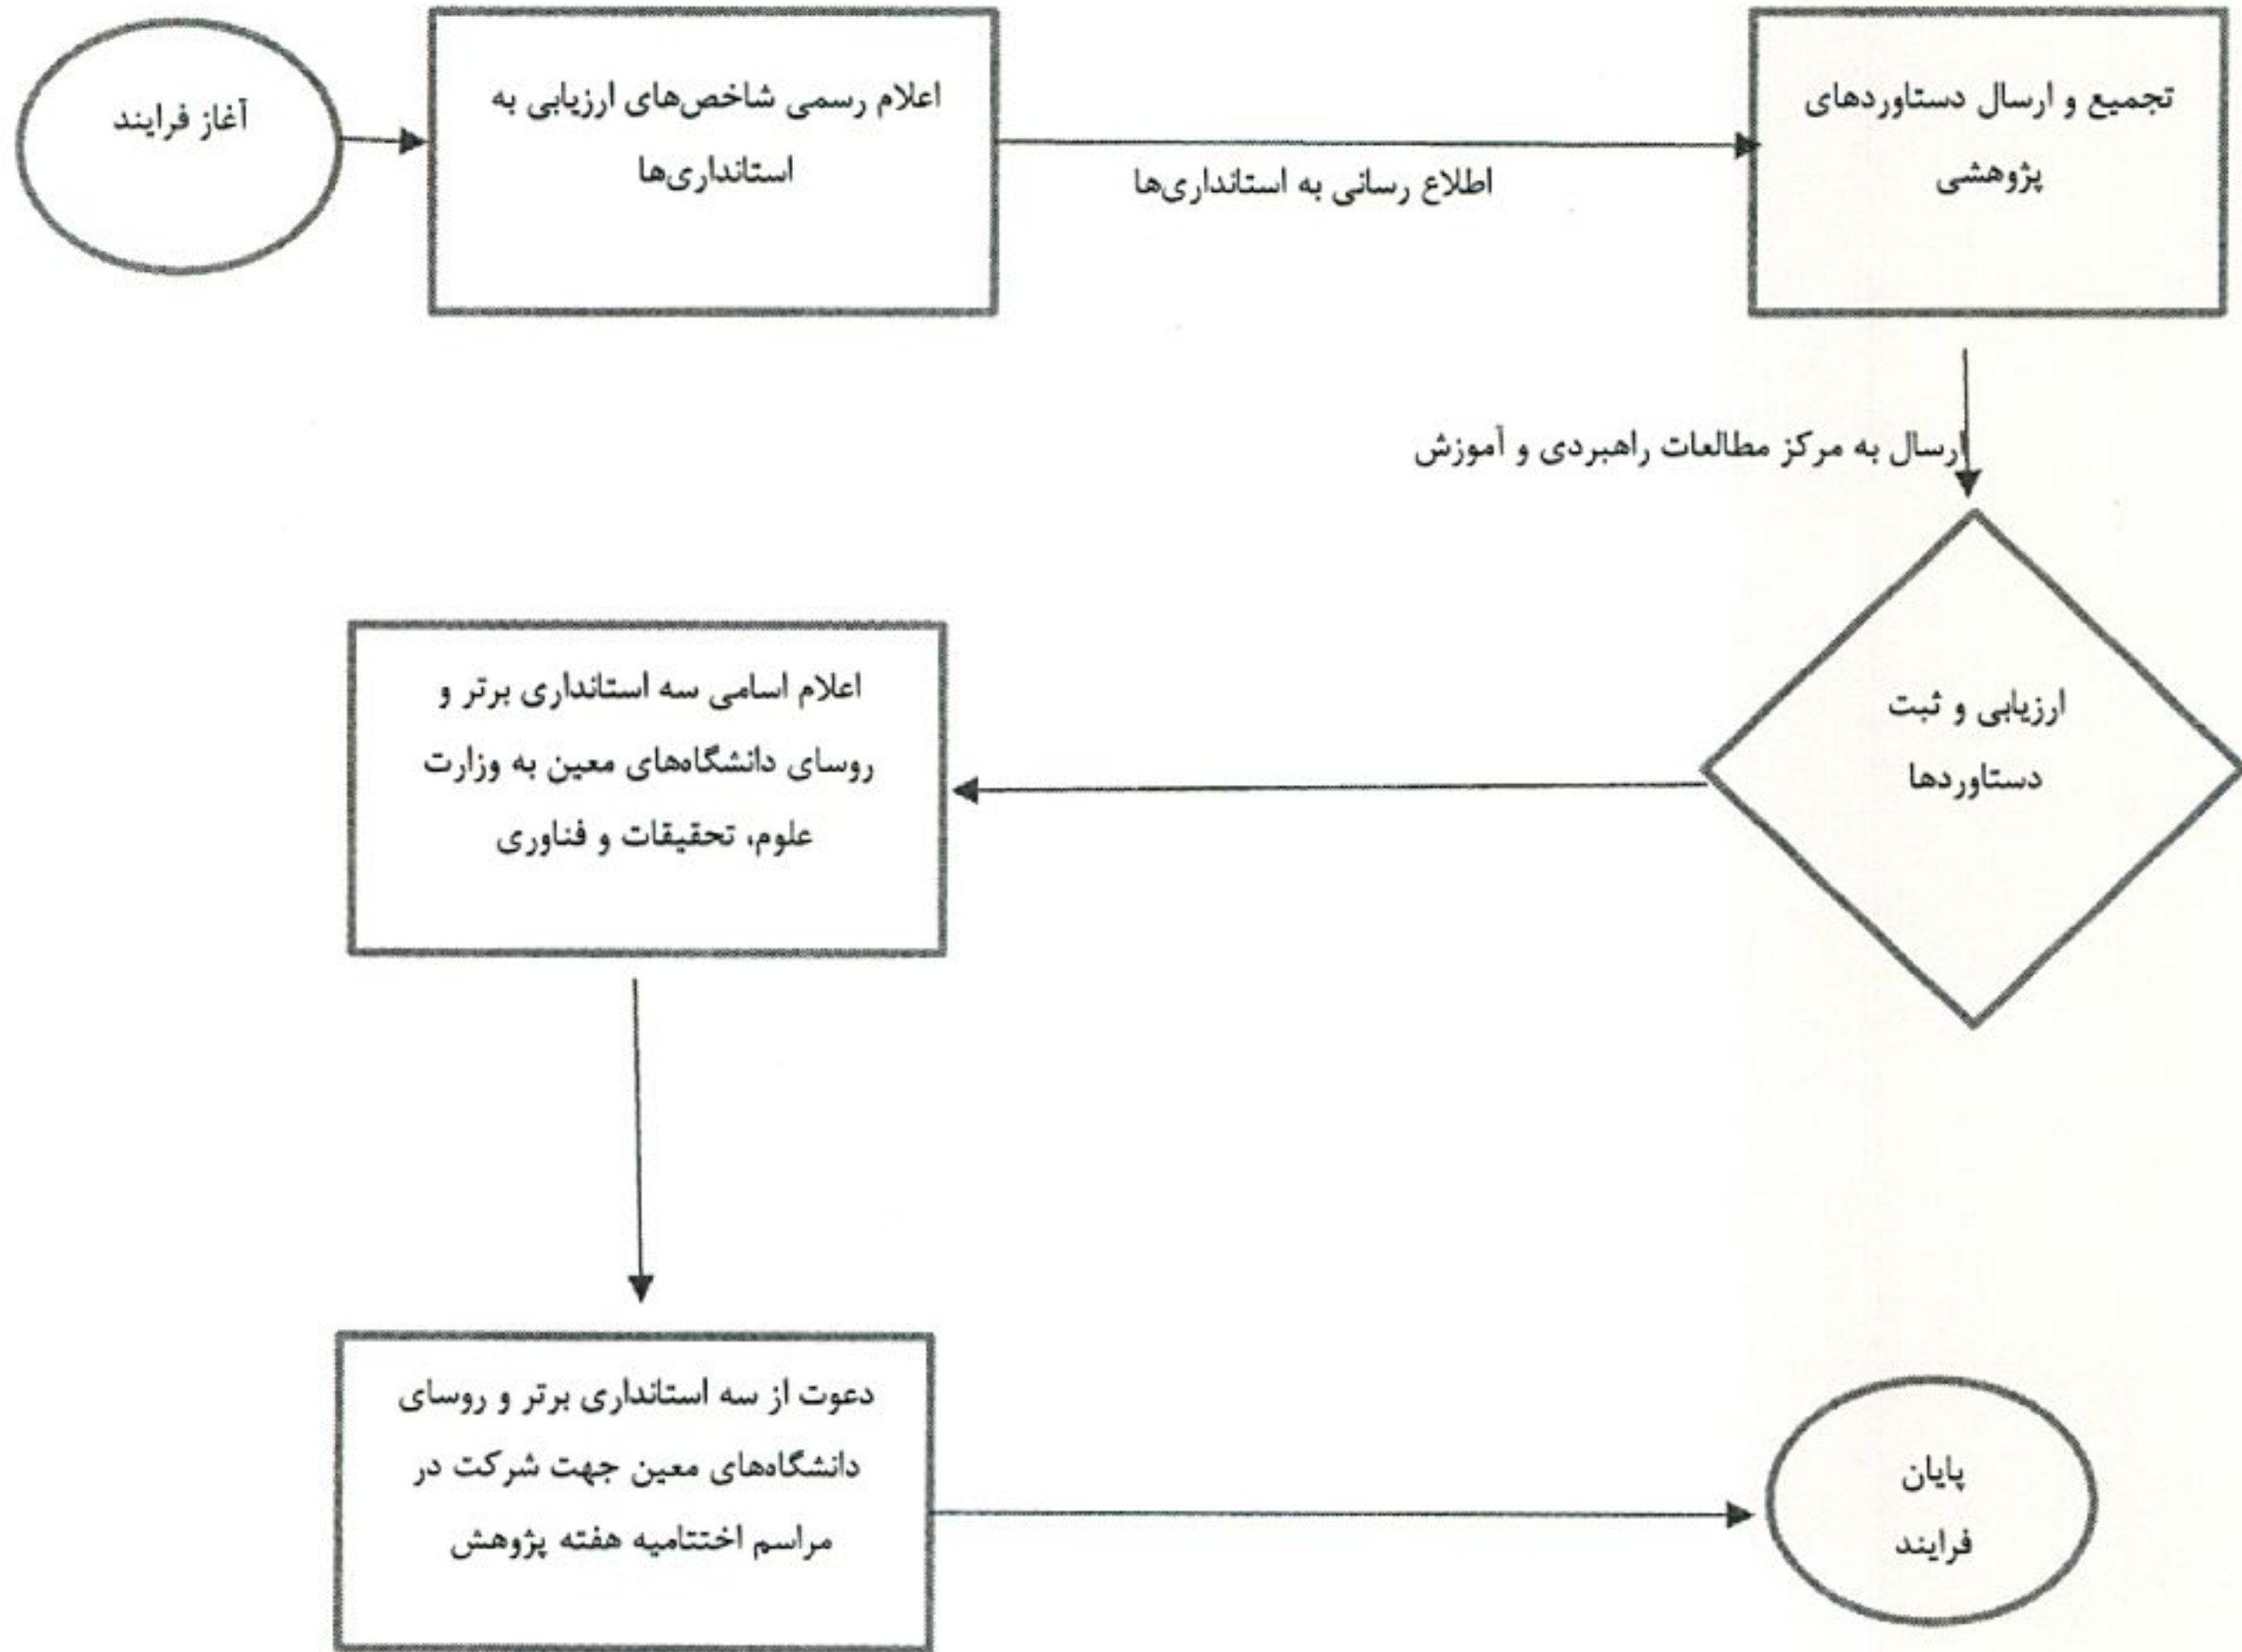 آغاز فرایند
اعلام رسمی شاخص‌های ارزیابی به
استانداری‌ها
اطلاع رسانی به استانداری‌ها
تجمیع و ارسال دستاوردهای
پژوهشی
ارسال به مرکز مطالعات راهبردی و آموزش
ارزیابی و ثبت
دستاوردها
اعلام اسامی سه استانداری برتر و
روسای دانشگاه‌های معین به وزارت
علوم، تحقیقات و فناوری
دعوت از سه استانداری برتر و روسای
دانشگاه‌های معین جهت شرکت در
مراسم اختتامیه هفته پژوهش
پایان
فرایند